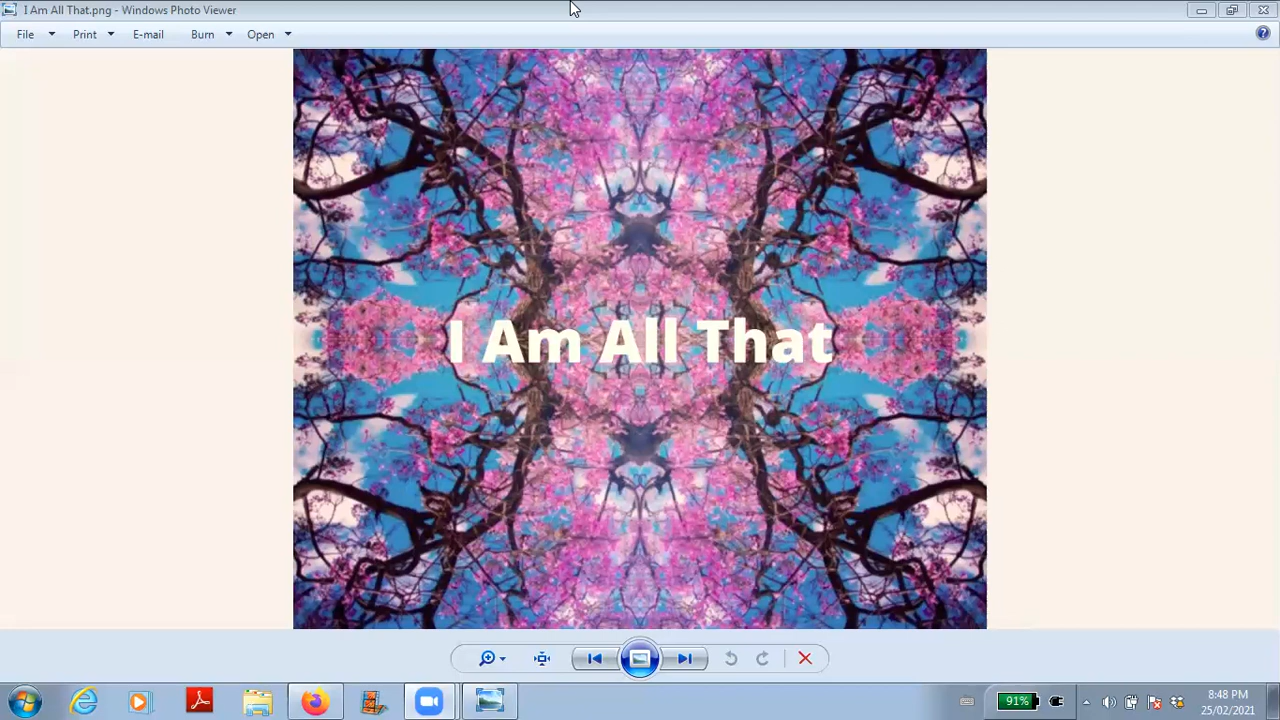 I Am All That.png - Windows Photo Viewer
File Print E-mail Burn Open
I Am All That
91%
8:48 PM
25/02/2021